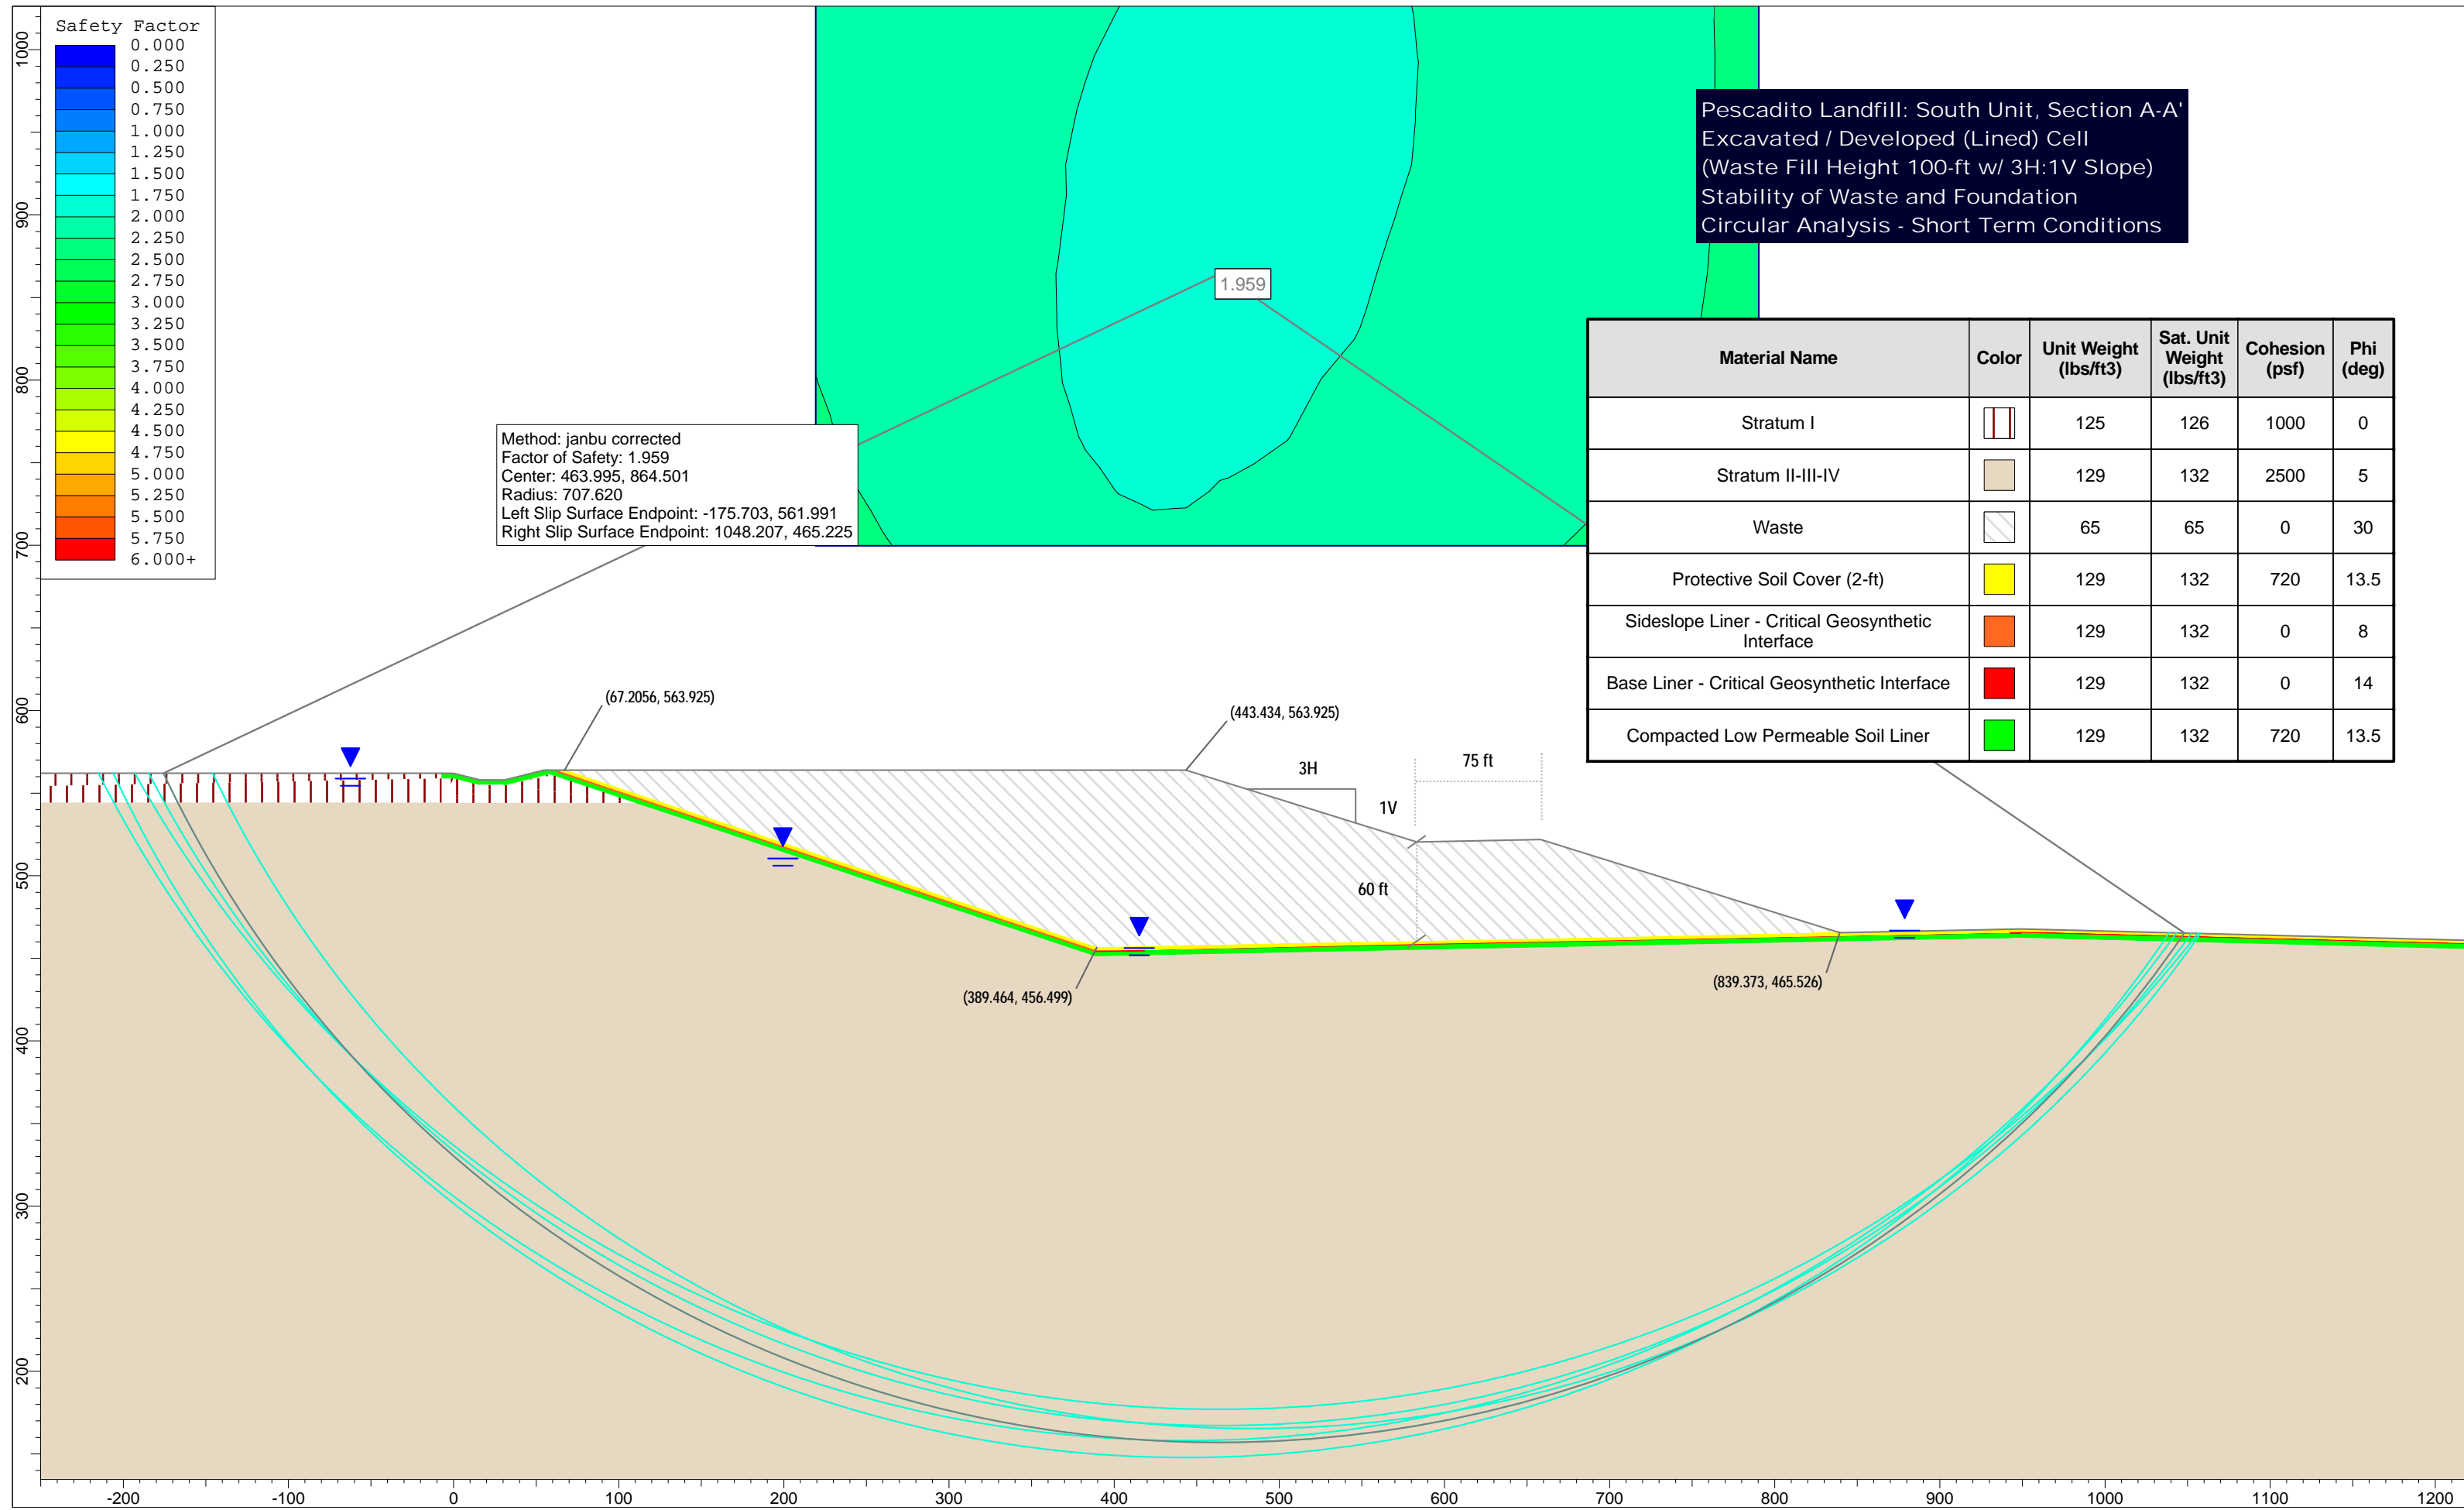 Safety Factor
0.000
0.250
0.500
0.750
1.000
1.250
1.500
1.750
2.000
2.250
2.500
2.750
3.000
3.250
3.500
3.750
4.000
4.250
4.500
4.750
5.000
5.250
5.500
5.750
6.000+
Pescadito Landfill: South Unit, Section A-A'
Excavated / Developed (Lined) Cell
(Waste Fill Height 100-ft w/ 3H:1V Slope)
Stability of Waste and Foundation
Circular Analysis - Short Term Conditions
1.959
Method: janbu corrected
Factor of Safety: 1.959
Center: 463.995, 864.501
Radius: 707.620
Left Slip Surface Endpoint: -175.703, 561.991
Right Slip Surface Endpoint: 1048.207, 465.225
Material Name Color Unit Weight (lbs/ft3) Sat. Unit Weight (lbs/ft3) Cohesion (psf) Phi (deg)
Stratum I 125 126 1000 0
Stratum II-III-IV 129 132 2500 5
Waste 65 65 0 30
Protective Soil Cover (2-ft) 129 132 720 13.5
Sideslope Liner - Critical Geosynthetic Interface 129 132 0 8
Base Liner - Critical Geosynthetic Interface 129 132 0 14
Compacted Low Permeable Soil Liner 129 132 720 13.5
(67.2056, 563.925)
(443.434, 563.925)
3H
1V
75 ft
60 ft
(389.464, 456.499)
(839.373, 465.526)
1000
900
800
700
600
500
400
300
200
-200 -100 0 100 200 300 400 500 600 700 800 900 1000 1100 1200